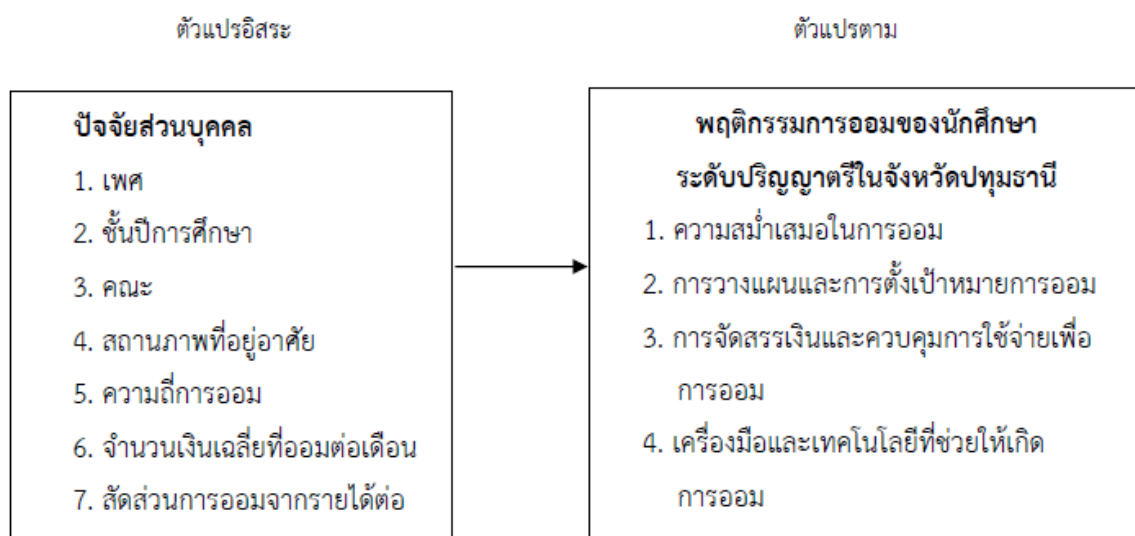 ตัวแปรอิสระ
ตัวแปรตาม
ปัจจัยส่วนบุคคล
1. เพศ
2. ชั้นปีการศึกษา
3. คณะ
4. สถานภาพที่อยู่อาศัย
5. ความถี่การออม
6. จำนวนเงินเฉลี่ยที่ออมต่อเดือน
7. สัดส่วนการออมจากรายได้ต่อ
พฤติกรรมการออมของนักศึกษา
ระดับปริญญาตรีในจังหวัดปทุมธานี
1. ความสม่ำเสมอในการออม
2. การวางแผนและการตั้งเป้าหมายการออม
3. การจัดสรรเงินและควบคุมการใช้จ่ายเพื่อ
การออม
4. เครื่องมือและเทคโนโลยีที่ช่วยให้เกิด
การออม